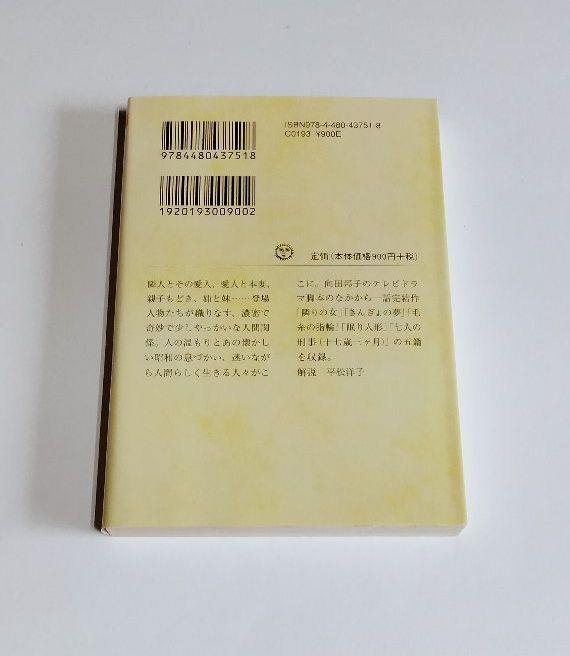 ISBN978-4-480-43751-8
C0193 ¥900E
9784480437518
1920193009002
定価(本体価格900円+税)
隣人とその愛人、愛人と本妻、
親子もどき、姉と妹……登場
人物たちが織りなす、濃密で
奇妙で少しやっかいな人間関
係。人の温もりとあの懐かし
い昭和の息づかい、迷いなが
ら人間らしく生きる人々がこ
こに。向田邦子のテレビドラ
マ脚本のなかから一話完結作
「隣りの女」「きんぎょの夢」「毛
糸の指輪」「眠り人形」「七人の
刑事(十七歳三ヶ月)」の五篇
を収録。
解説 平松洋子